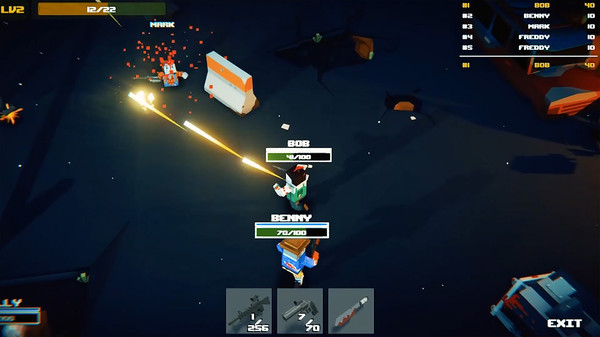 LV2
12/22
MARK
#1 BOB 40
#2 BENNY 10
#3 MARK 10
#4 FREDDY 10
#5 FREDDY 10
#1 BOB 40
BOB
41/100
BENNY
70/100
1/256
7/70
LY
EXIT